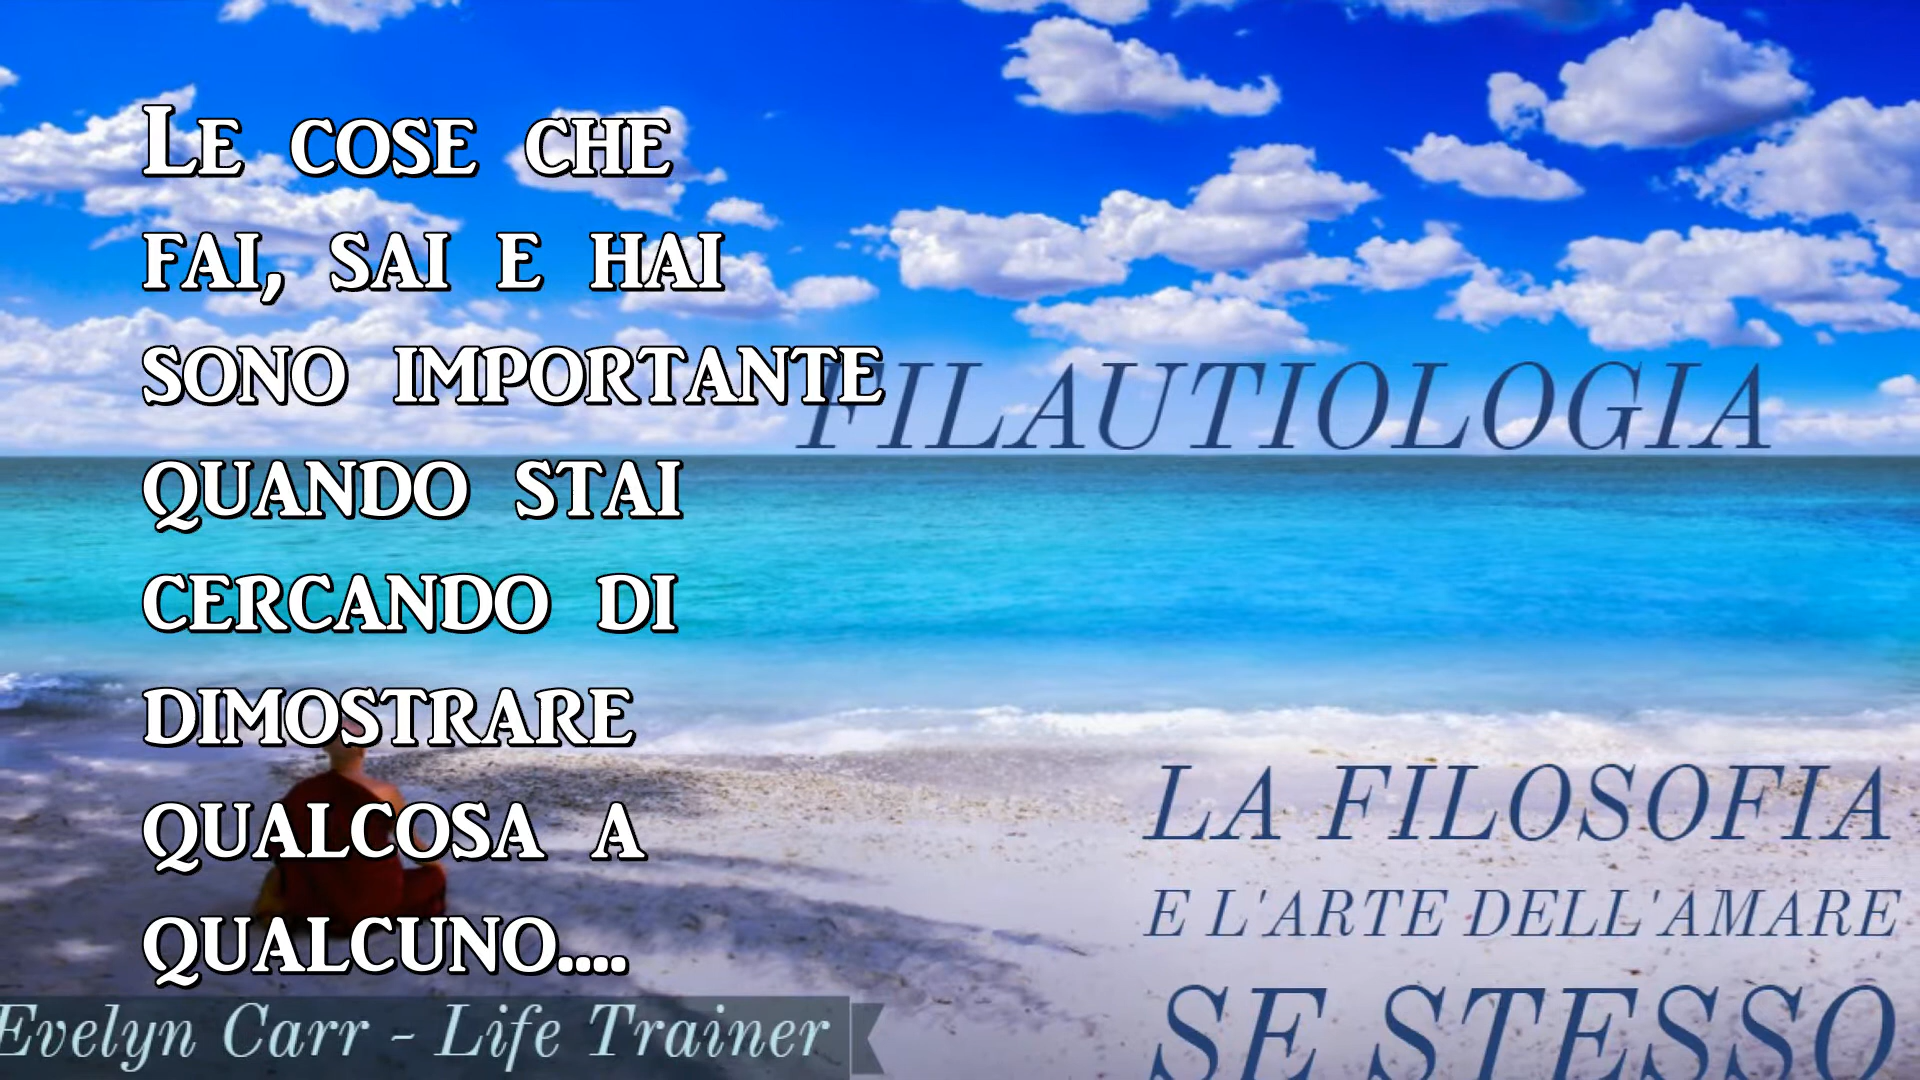 Le cose che
fai, sai e hai
sono importante
quando stai
cercando di
dimostrare
qualcosa a
qualcuno....
FILAUTIOLOGIA
LA FILOSOFIA
E L'ARTE DELL'AMARE
SE STESSO
Evelyn Carr - Life Trainer